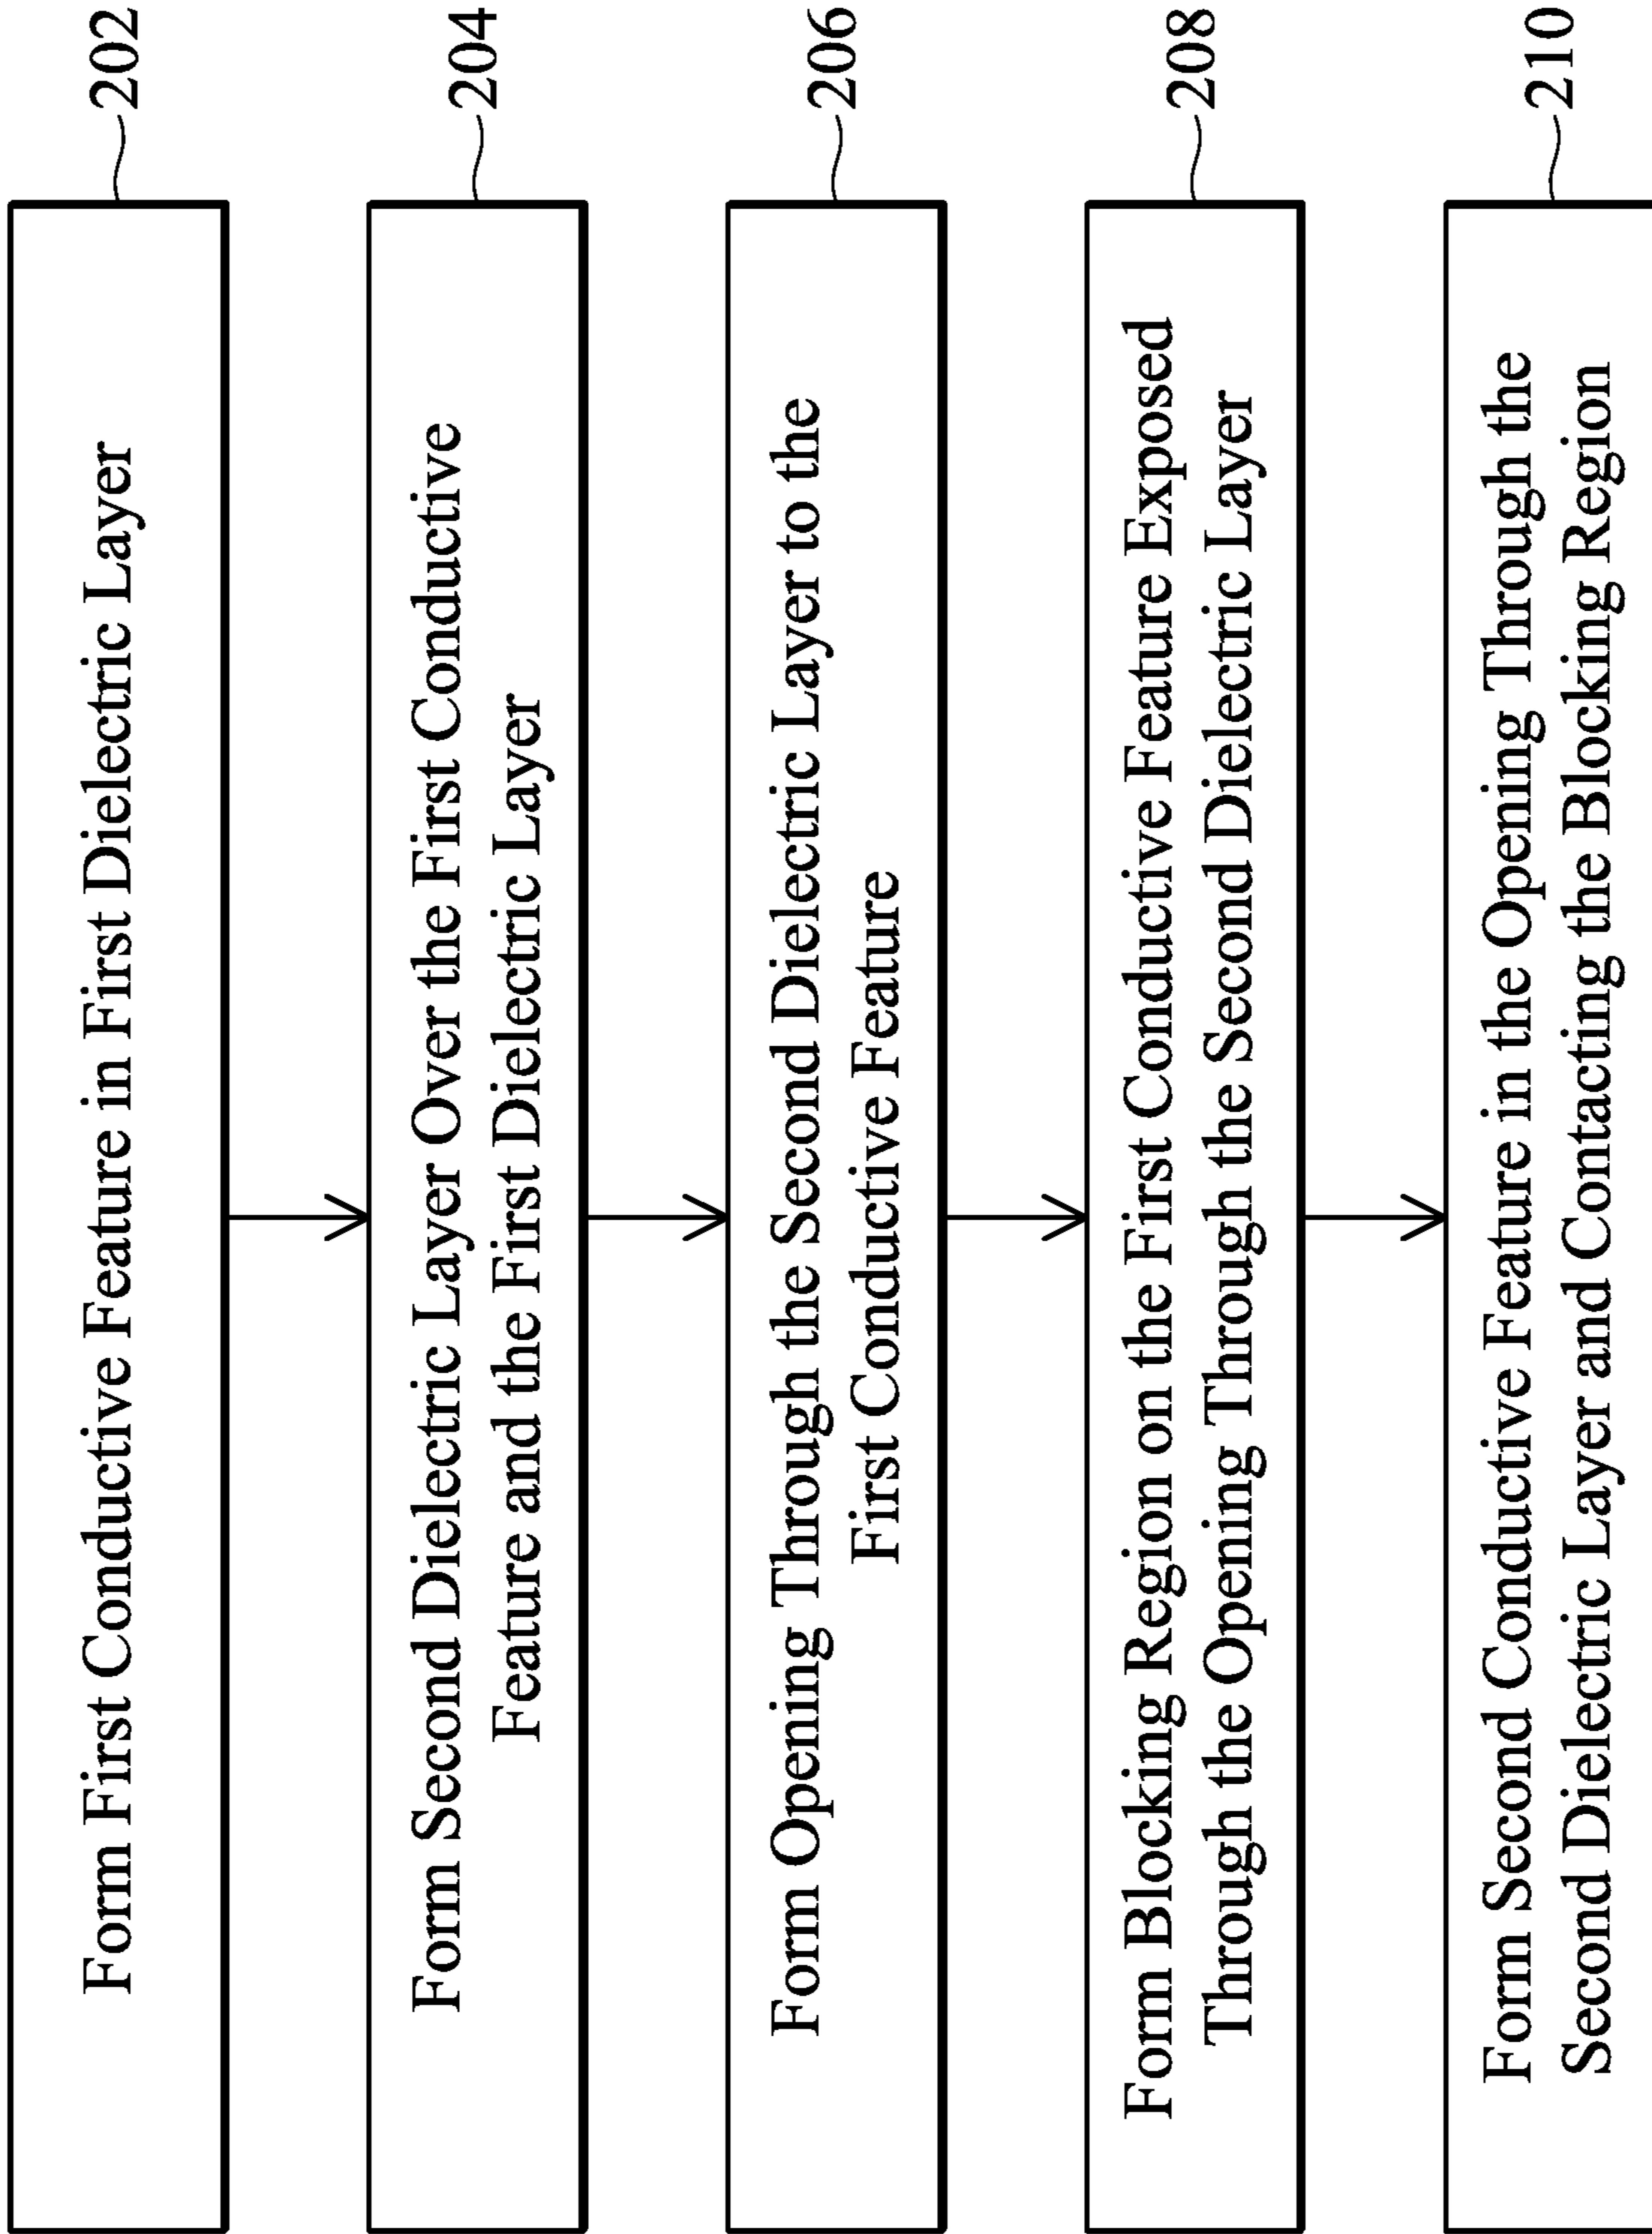 Form First Conductive Feature in First Dielectric Layer
202
Form Second Dielectric Layer Over the First Conductive
Feature and the First Dielectric Layer
204
Form Opening Through the Second Dielectric Layer to the
First Conductive Feature
206
Form Blocking Region on the First Conductive Feature Exposed
Through the Opening Through the Second Dielectric Layer
208
Form Second Conductive Feature in the Opening Through the
Second Dielectric Layer and Contacting the Blocking Region
210